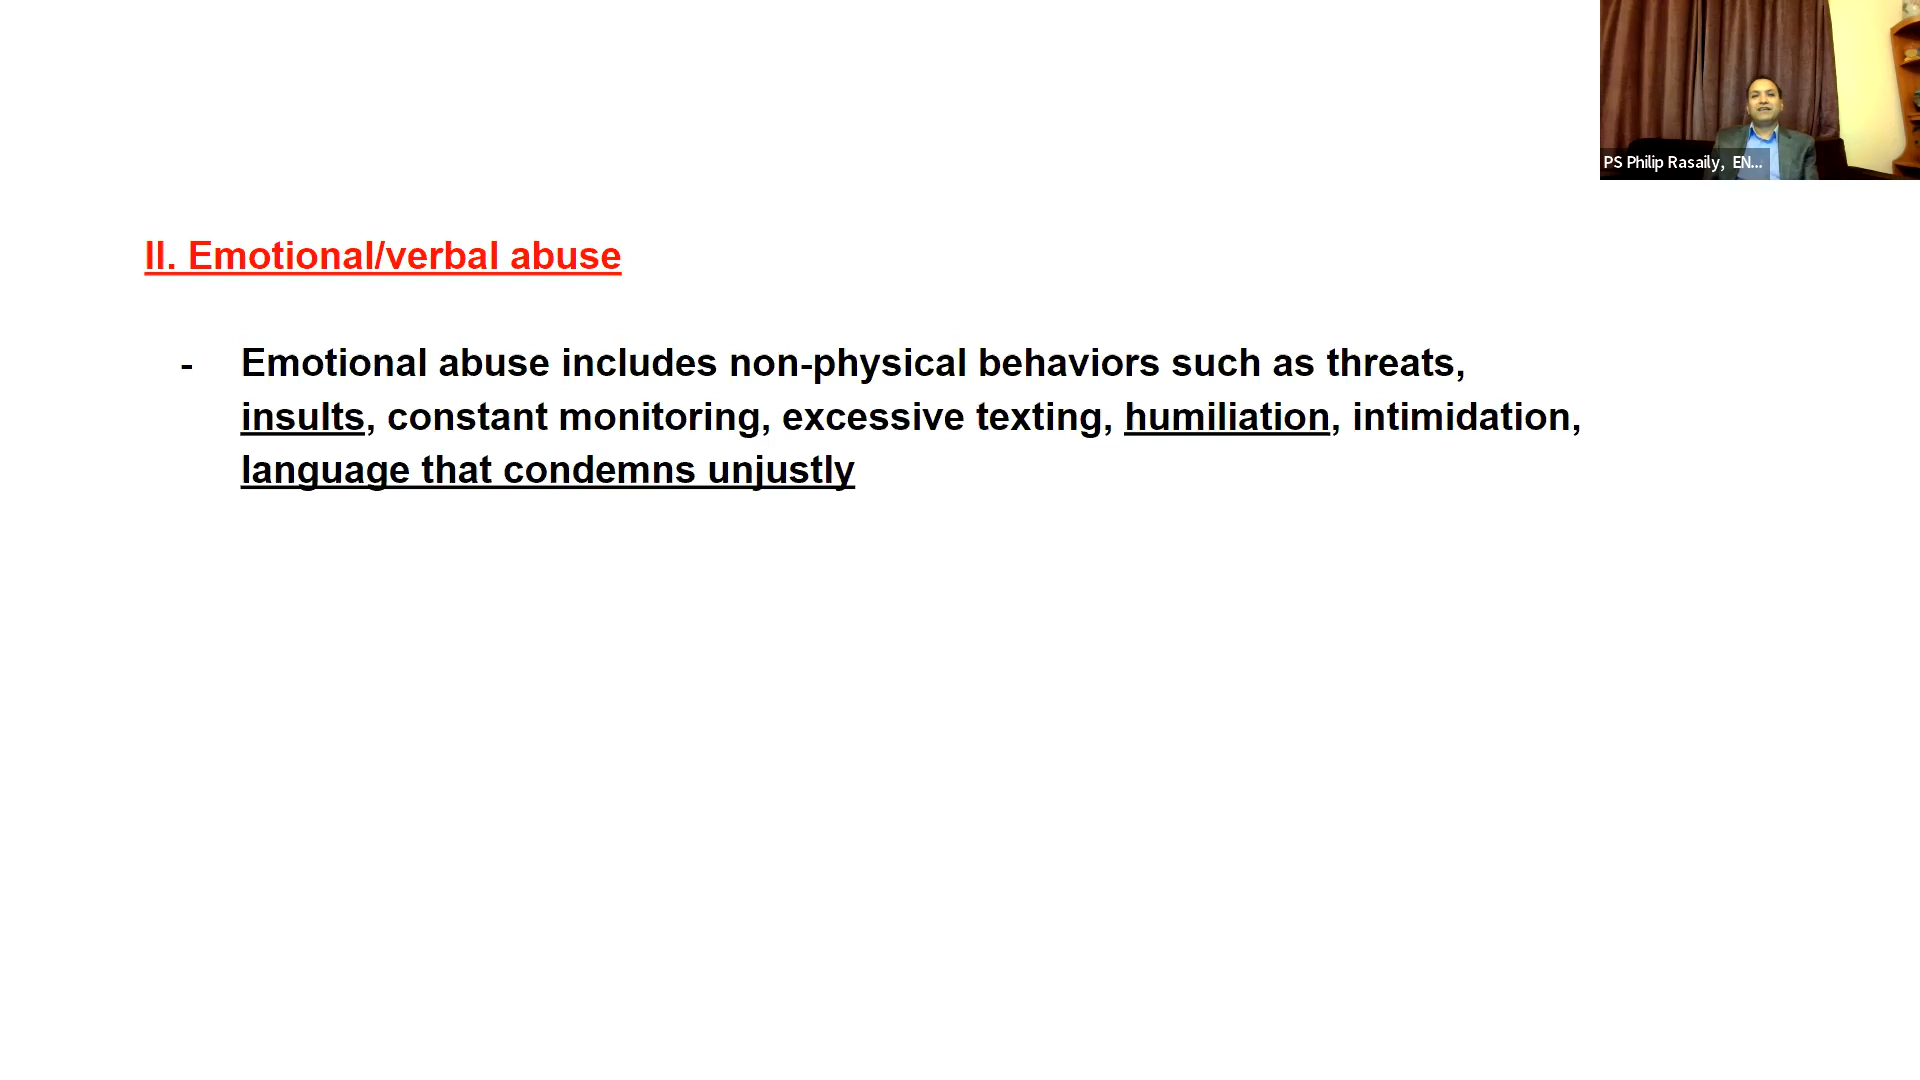 PS Philip Rasaily, EN...
II. Emotional/verbal abuse
- Emotional abuse includes non-physical behaviors such as threats,
insults, constant monitoring, excessive texting, humiliation, intimidation,
language that condemns unjustly